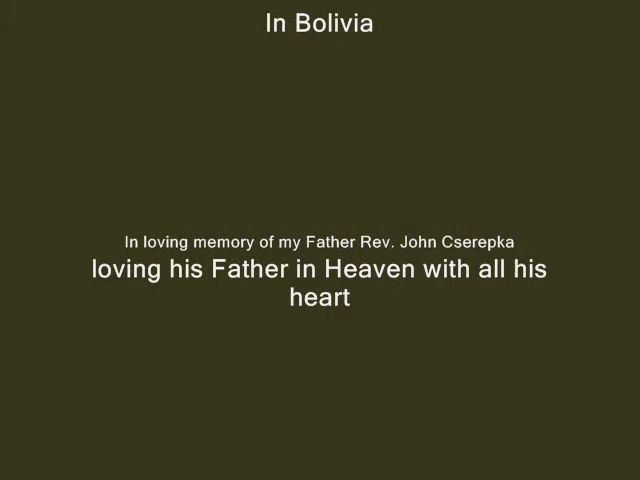 In Bolivia
In loving memory of my Father Rev. John Cserepka
loving his Father in Heaven with all his
heart